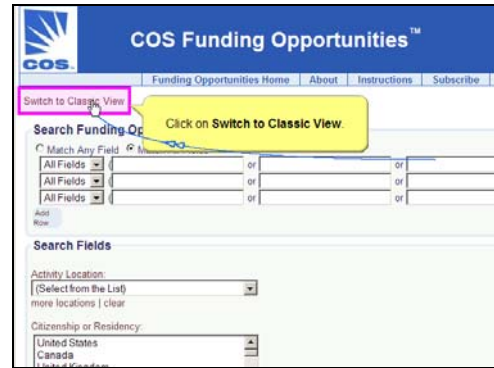 COS
COS Funding Opportunities™
Funding Opportunities Home | About | Instructions | Subscribe
Switch to Classic View
Click on Switch to Classic View.
Search Funding Op
Match Any Field
All Fields ( or or
All Fields ( or or
All Fields ( or or
Add
Row
Search Fields
Activity Location:
(Select from the List)
more locations | clear
Citizenship or Residency:
United States
Canada
United Kingdom